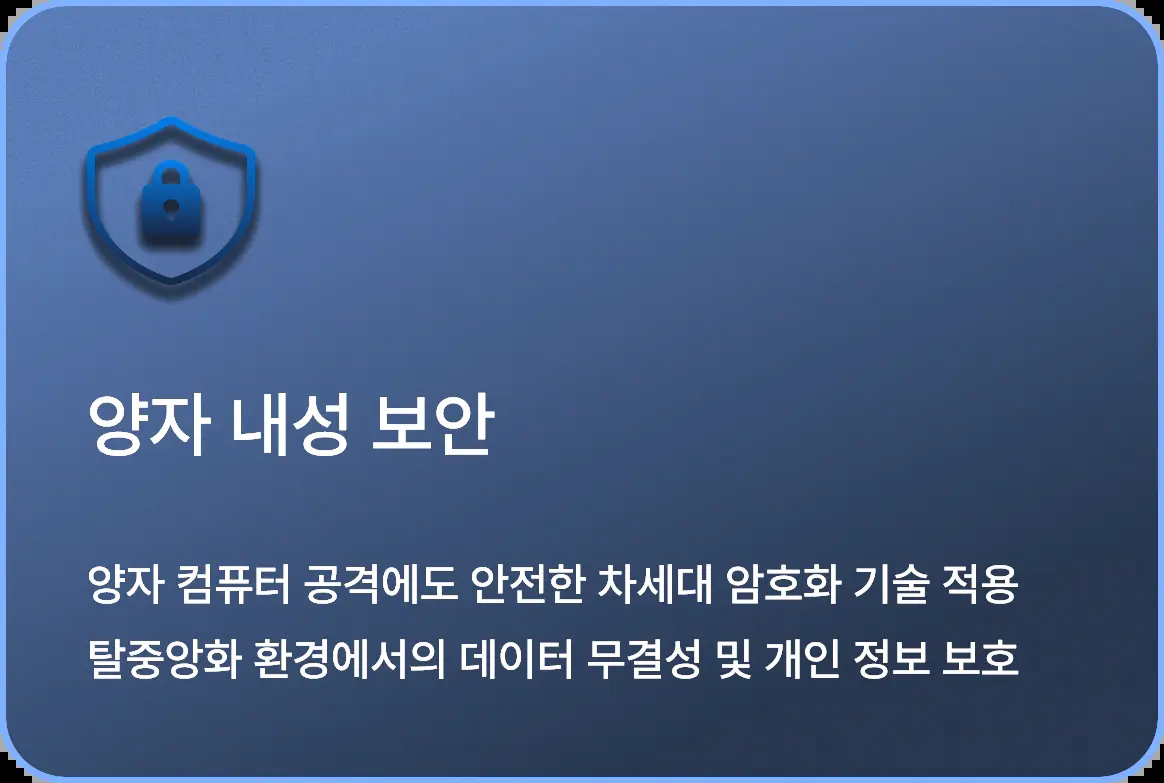 양자 내성 보안
양자 컴퓨터 공격에도 안전한 차세대 암호화 기술 적용
탈중앙화 환경에서의 데이터 무결성 및 개인 정보 보호